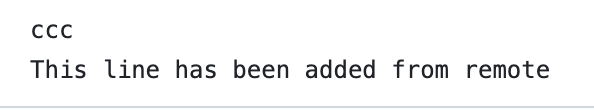 ccc
This line has been added from remote